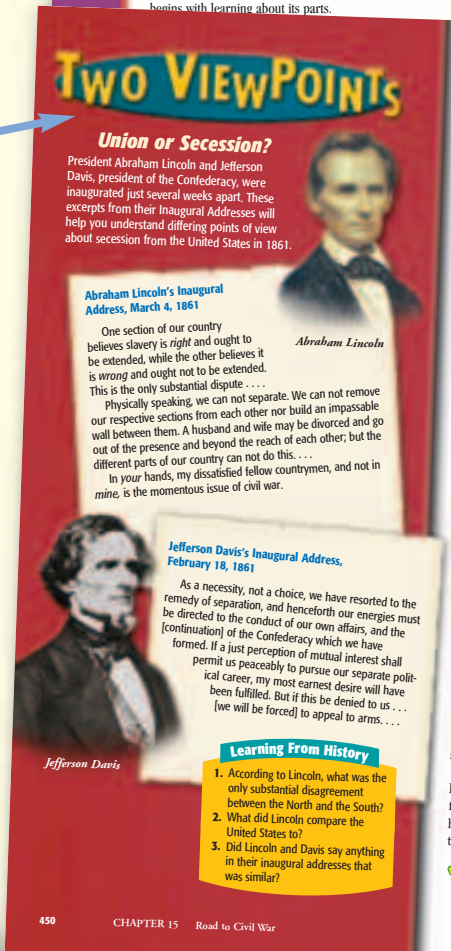 begins with learning about its parts.
TWO VIEWPOINTS
Union or Secession?
President Abraham Lincoln and Jefferson
Davis, president of the Confederacy, were
inaugurated just several weeks apart. These
excerpts from their Inaugural Addresses will
help you understand differing points of view
about secession from the United States in 1861.
Abraham Lincoln's Inaugural
Address, March 4, 1861
One section of our country
believes slavery is right and ought to
be extended, while the other believes it
is wrong and ought not to be extended.
This is the only substantial dispute . . . .
Physically speaking, we can not separate. We can not remove
our respective sections from each other nor build an impassable
wall between them. A husband and wife may be divorced and go
out of the presence and beyond the reach of each other; but the
different parts of our country can not do this. . . .
In your hands, my dissatisfied fellow countrymen, and not in
mine, is the momentous issue of civil war.
Abraham Lincoln
Jefferson Davis's Inaugural Address,
February 18, 1861
As a necessity, not a choice, we have resorted to the
remedy of separation, and henceforth our energies must
be directed to the conduct of our own affairs, and the
[continuation] of the Confederacy which we have
formed. If a just perception of mutual interest shall
permit us peaceably to pursue our separate polit-
ical career, my most earnest desire will have
been fulfilled. But if this be denied to us . . .
[we will be forced] to appeal to arms. . . .
Jefferson Davis
Learning From History
1. According to Lincoln, what was the
only substantial disagreement
between the North and the South?
2. What did Lincoln compare the
United States to?
3. Did Lincoln and Davis say anything
in their inaugural addresses that
was similar?
450 CHAPTER 15 Road to Civil War